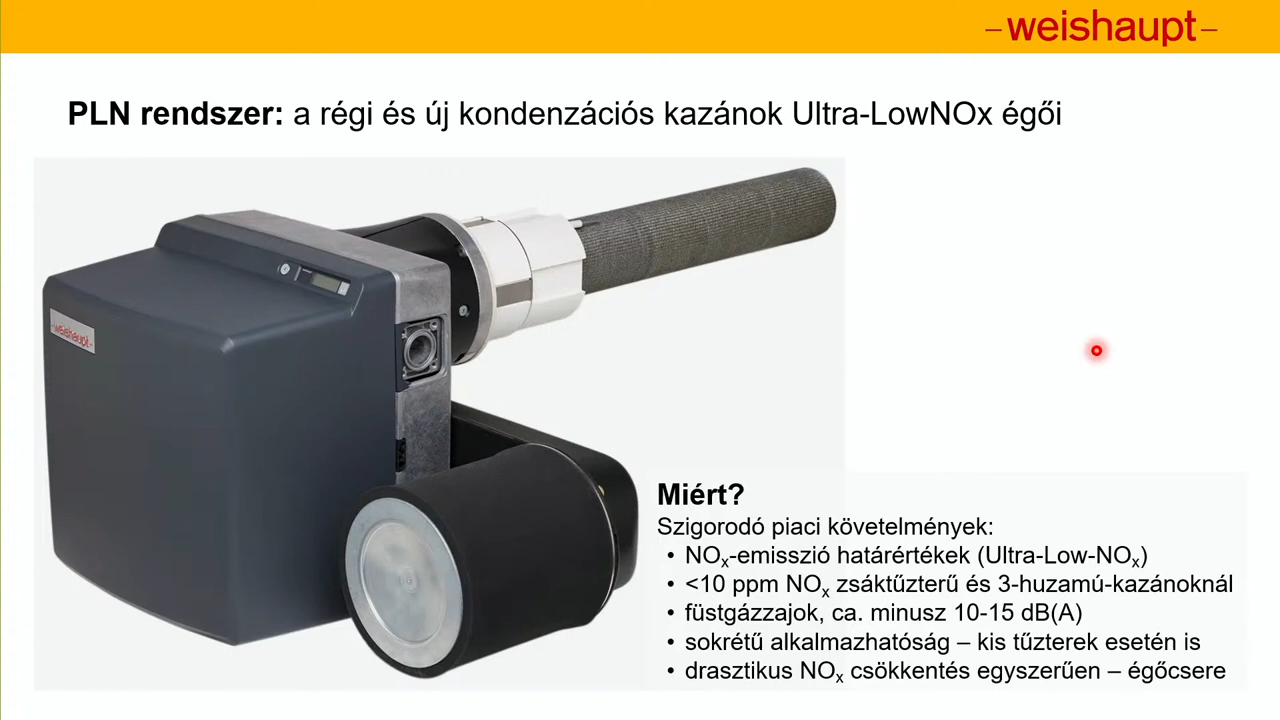 –weishaupt–
PLN rendszer: a régi és új kondenzációs kazánok Ultra-LowNOx égői
–weishaupt–
Miért?
Szigorodó piaci követelmények:
• NOx-emisszió határértékek (Ultra-Low-NOx)
• <10 ppm NOx zsáktűzterű és 3-huzamú-kazánoknál
• füstgázzajok, ca. minusz 10-15 dB(A)
• sokrétű alkalmazhatóság – kis tűzterek esetén is
• drasztikus NOx csökkentés egyszerűen – égőcsere